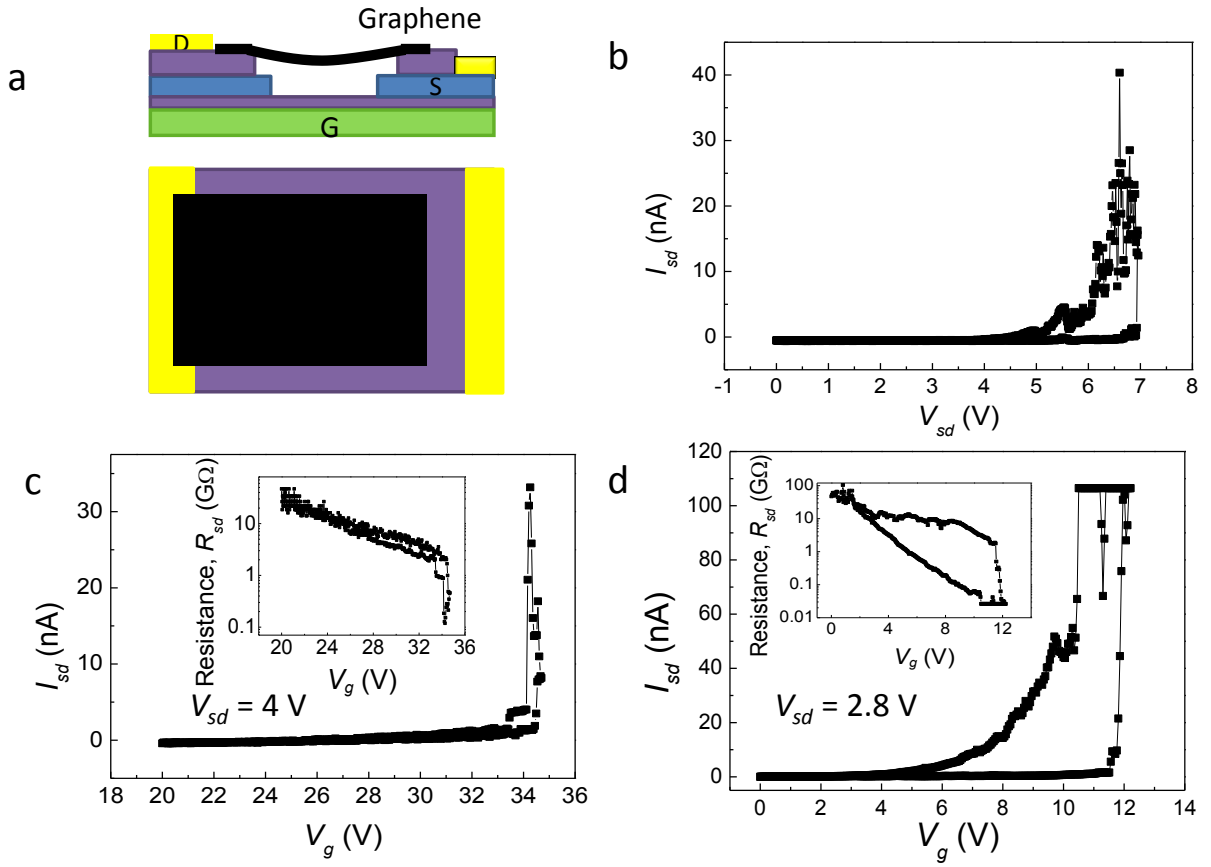 a
Graphene
D
S
G
b
40
30
20
10
0
I_sd (nA)
-1 0 1 2 3 4 5 6 7 8
V_sd (V)
c
30
20
10
0
I_sd (nA)
18 20 22 24 26 28 30 32 34 36
V_g (V)
V_sd = 4 V
Resistance, R_sd (GΩ)
10
1
0.1
20 24 28 32 36
V_g (V)
d
120
100
80
60
40
20
0
I_sd (nA)
0 2 4 6 8 10 12 14
V_g (V)
V_sd = 2.8 V
Resistance, R_sd (GΩ)
100
10
1
0.1
0.01
0 4 8 12
V_g (V)